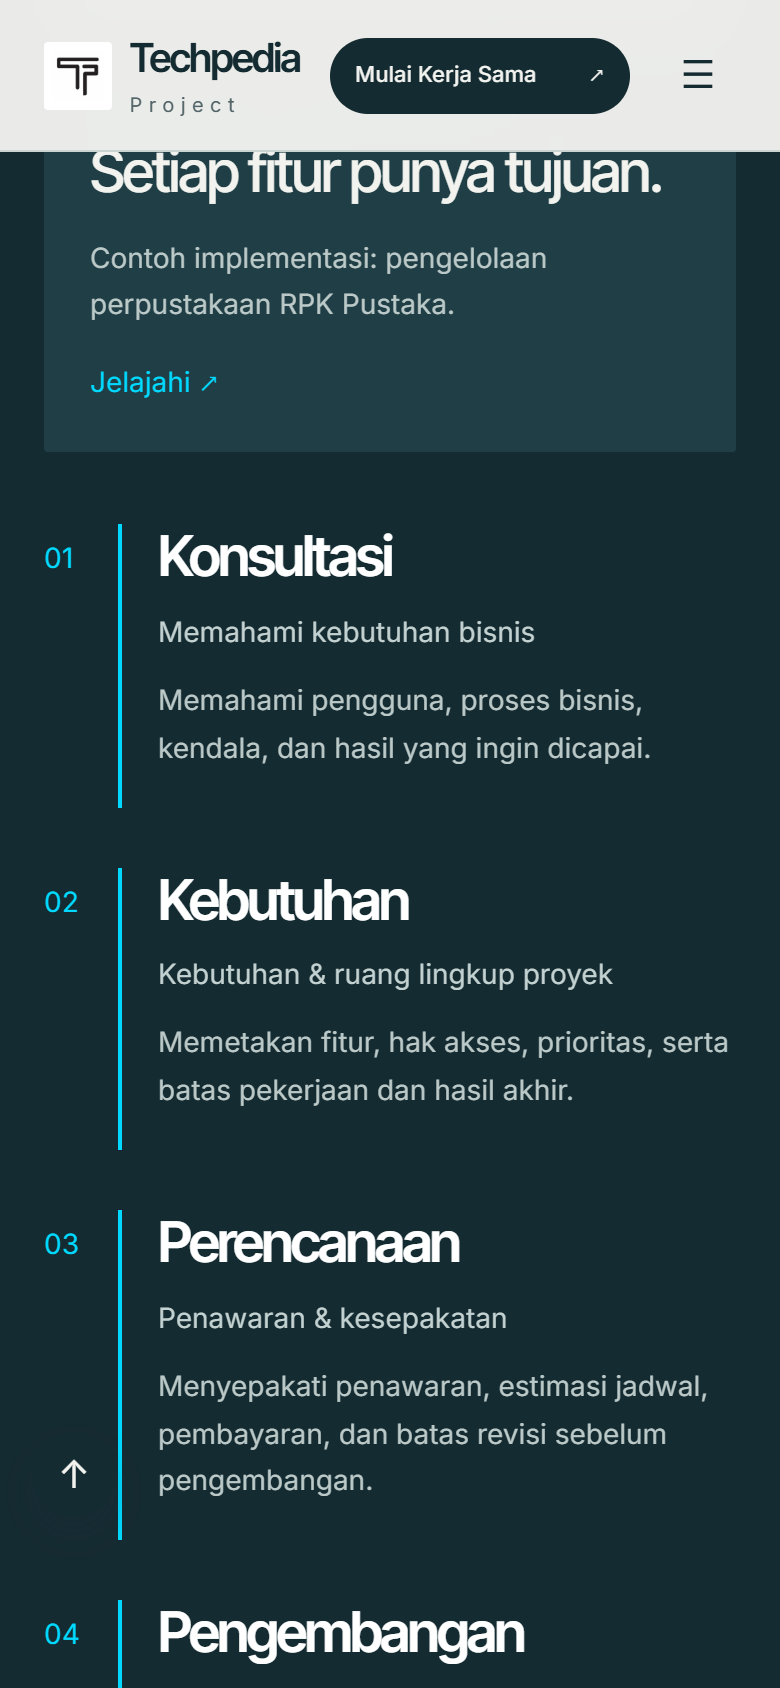 Techpedia
Project
Mulai Kerja Sama ↗
☰
Setiap fitur punya tujuan.
Contoh implementasi: pengelolaan
perpustakaan RPK Pustaka.
Jelajahi ↗
01
Konsultasi
Memahami kebutuhan bisnis
Memahami pengguna, proses bisnis,
kendala, dan hasil yang ingin dicapai.
02
Kebutuhan
Kebutuhan & ruang lingkup proyek
Memetakan fitur, hak akses, prioritas, serta
batas pekerjaan dan hasil akhir.
03
Perencanaan
Penawaran & kesepakatan
Menyepakati penawaran, estimasi jadwal,
pembayaran, dan batas revisi sebelum
pengembangan.
↑
04
Pengembangan